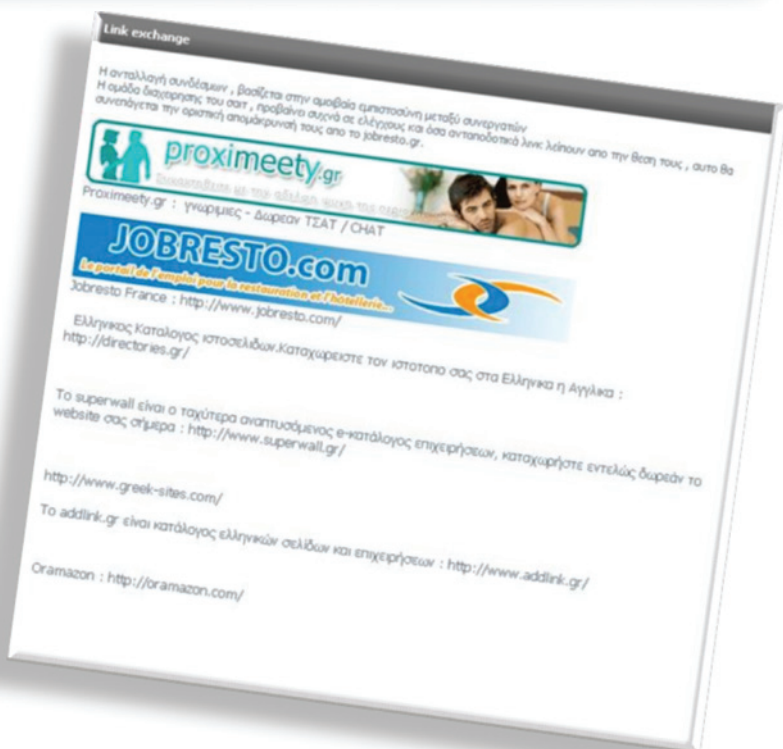 Link exchange
Η ανταλλαγή συνδέσμων , βασίζεται στην αμοιβαία εμπιστοσύνη μεταξύ συνεργατών
Η ομάδα διαχορησης του σαιτ , προβαίνει συχνά σε ελέγχους και όσα ανταποδοτικά λινκ λείπουν απο την θεση τους , αυτο θα
συνεπάγεται την οριστική απομάκρυνσή τους απο το jobresto.gr.
proximeety.gr
Proximeety.gr : γνωριμιες - Δωρεαν ΤΣΑΤ / CHAT
JOBRESTO.com
Le portail de l'emploi pour la restauration et l'hôtellerie...
Jobresto France : http://www.jobresto.com/
Ελληνικος Καταλογος ιστοσελιδων.Καταχωρειστε τον ιστοτοπο σας στα Ελληνικα η Αγγλικα :
http://directories.gr/
Το superwall είναι ο ταχύτερα αναπτυσόμενος e-κατάλογος επιχειρήσεων, καταχωρήστε εντελώς δωρεάν το
website σας σήμερα : http://www.superwall.gr/
http://www.greek-sites.com/
Το addlink.gr είναι κατάλογος ελληνικών σελίδων και επιχειρήσεων : http://www.addlink.gr/
Oramazon : http://oramazon.com/